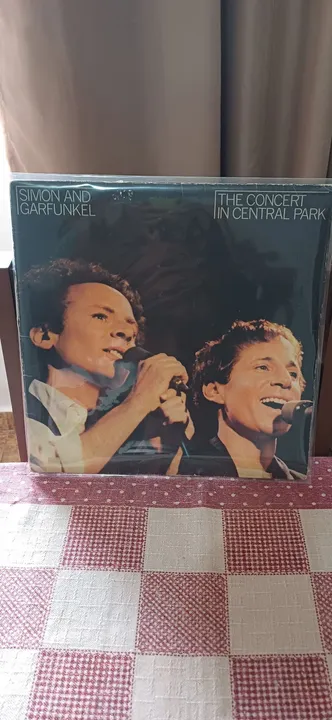 SIMON AND
GARFUNKEL
THE CONCERT
IN CENTRAL PARK